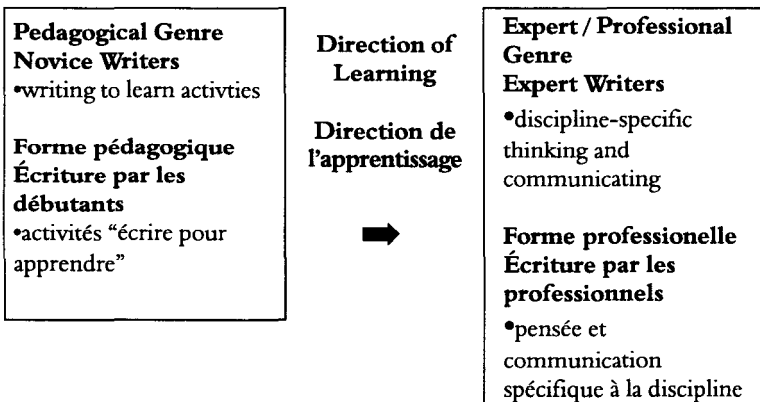 Pedagogical Genre
Novice Writers
•writing to learn activties
Forme pédagogique
Écriture par les
débutants
•activités “écrire pour
apprendre”
Direction of
Learning
Direction de
l’apprentissage
Expert / Professional
Genre
Expert Writers
•discipline-specific
thinking and
communicating
Forme professionelle
Écriture par les
professionnels
•pensée et
communication
spécifique à la discipline